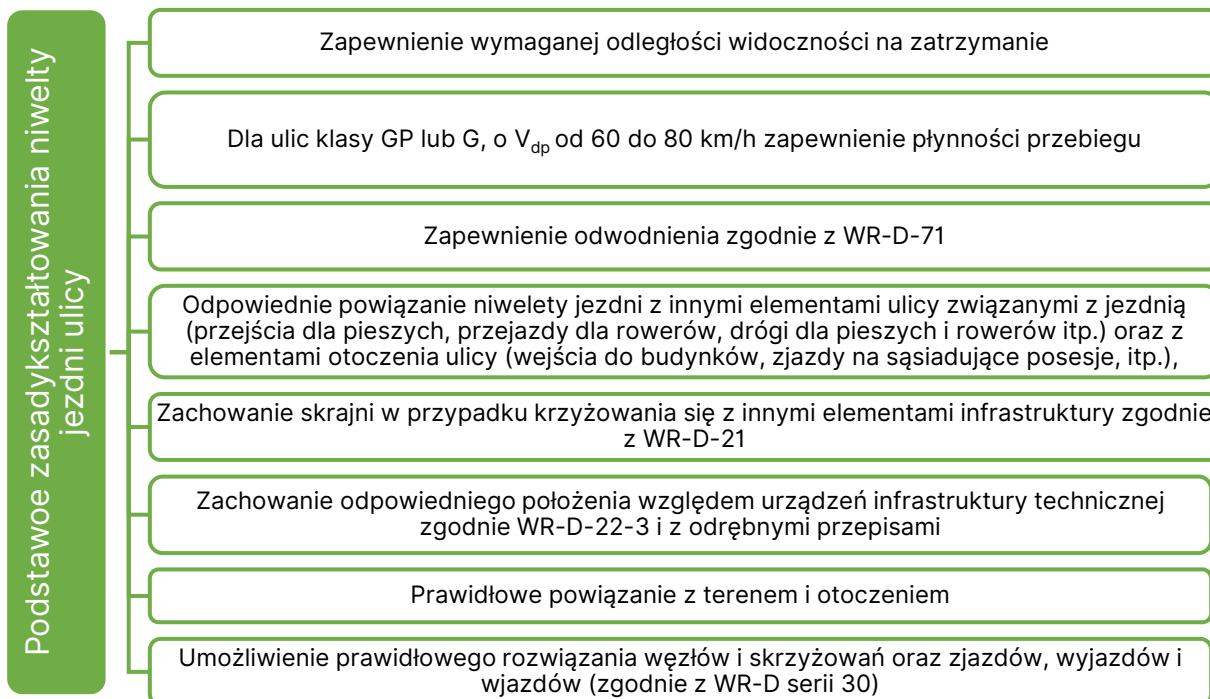 Podstawoe zasadykształtowania niwelty
jezdni ulicy
Zapewnienie wymaganej odległości widoczności na zatrzymanie
Dla ulic klasy GP lub G, o Vdp od 60 do 80 km/h zapewnienie płynności przebiegu
Zapewnienie odwodnienia zgodnie z WR-D-71
Odpowiednie powiązanie niwelety jezdni z innymi elementami ulicy związanymi z jezdnią
(przejścia dla pieszych, przejazdy dla rowerów, drógi dla pieszych i rowerów itp.) oraz z
elementami otoczenia ulicy (wejścia do budynków, zjazdy na sąsiadujące posesje, itp.),
Zachowanie skrajni w przypadku krzyżowania się z innymi elementami infrastruktury zgodnie
z WR-D-21
Zachowanie odpowiedniego położenia względem urządzeń infrastruktury technicznej
zgodnie WR-D-22-3 i z odrębnymi przepisami
Prawidłowe powiązanie z terenem i otoczeniem
Umożliwienie prawidłowego rozwiązania węzłów i skrzyżowań oraz zjazdów, wyjazdów i
wjazdów (zgodnie z WR-D serii 30)